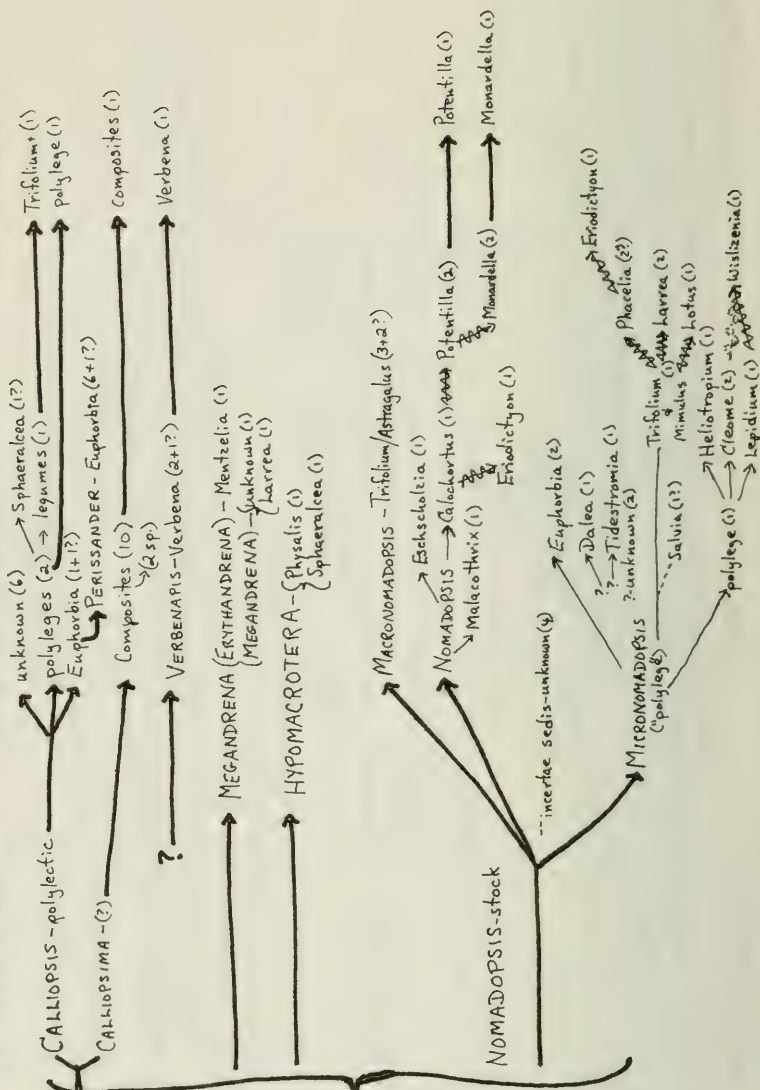 CALLIOPSIS - polylectic
unknown (6)
Sphaeralcea (1?)
polyleges (2) → legumes (1)
Trifolium+ (1)
polylege (1)
Euphorbia (1+1?)
PERISSANDER - Euphorbia (6+1?)
CALLIOPSIMA - (?)
Composites (10)
(2 sp.)
Composites (1)
?
VERBENAPIS - Verbena (2+1?)
Verbena (1)
MEGANDRENA { (ERYTHANDRENA) - Mentzelia (1)
(MEGANDRENA) - { unknown (1)
Larrea (1)
HYPOMACROTERA - { Physalis (1)
Sphaeralcea (1)
NOMADOPSIS - stock
MACRONOMADOPSIS - Trifolium/Astragalus (3+2?)
Eschscholzia (1)
NOMADOPSIS → Calochortus (1) Potentilla (2)
Potentilla (1)
Malacothrix (1)
Monardella (2)
Monardella (1)
Eriodictyon (1)
--- incertae sedis - unknown (4)
MICRONOMADOPSIS
("polylege")
Euphorbia (2)
? Dalea (1)
? → Tidestromia (1)
? - unknown (2)
Eriodictyon (1)
Phacelia (2?)
Trifolium (1) Larrea (2)
&
Mimulus Lotus (1)
Salvia (1?)
polylege (1)
Heliotropium (1)
Cleome (2) - "t"
Lepidium (1) Wislizenia (1)